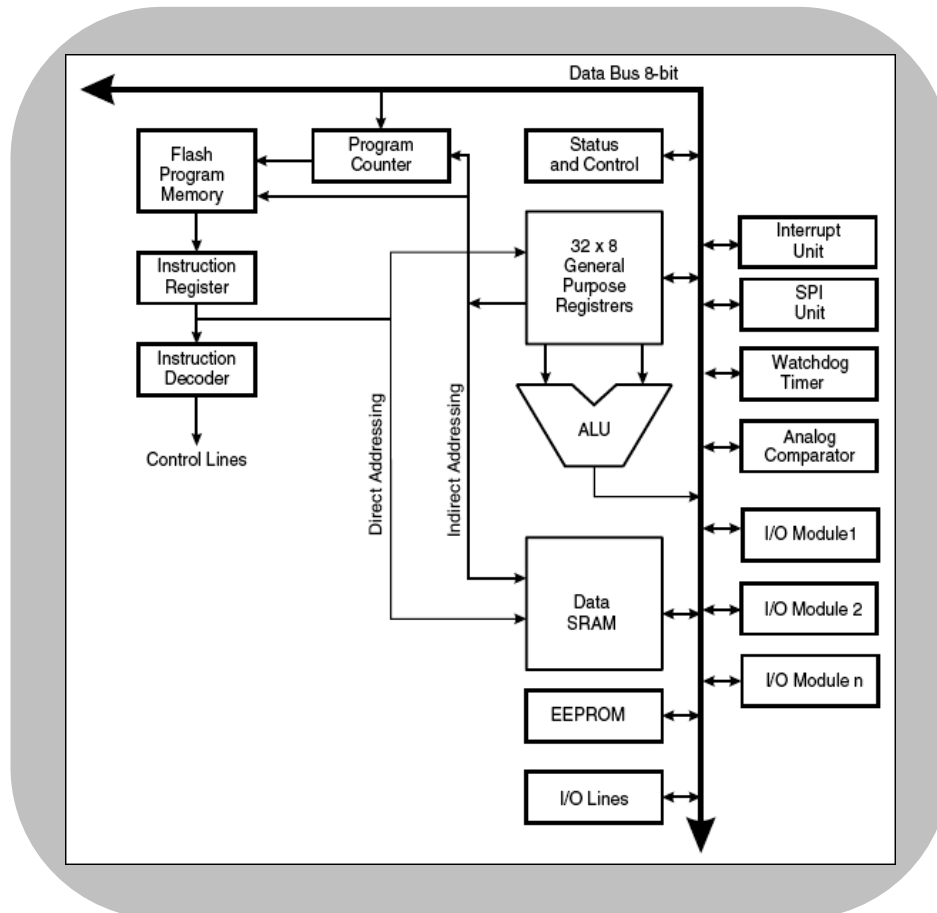 Data Bus 8-bit
Flash
Program
Memory
Program
Counter
Status
and Control
32 x 8
General
Purpose
Registrers
Interrupt
Unit
Instruction
Register
SPI
Unit
Instruction
Decoder
Watchdog
Timer
ALU
Analog
Comparator
Control Lines
Direct Addressing
Indirect Addressing
I/O Module1
Data
SRAM
I/O Module 2
I/O Module n
EEPROM
I/O Lines